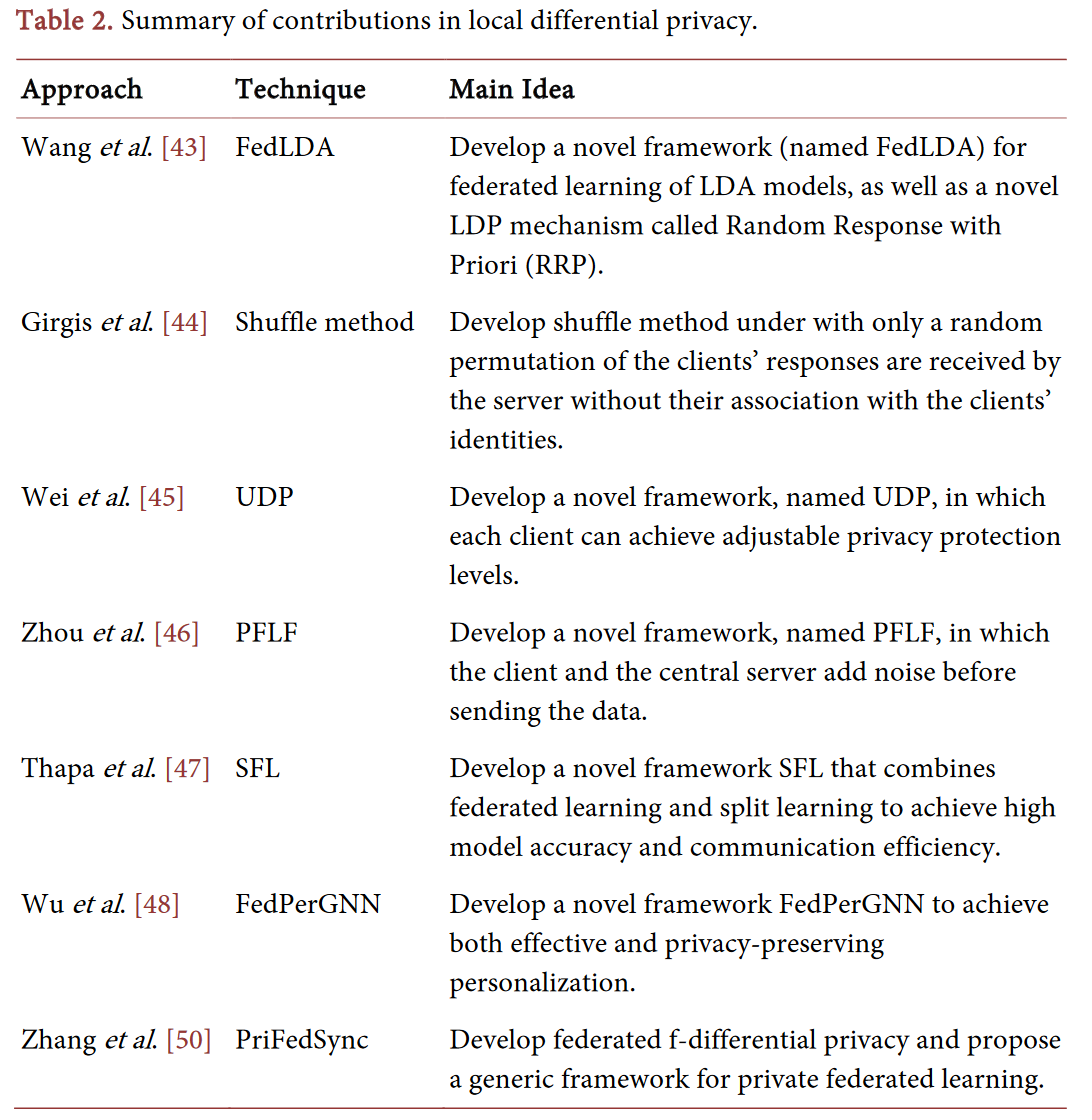 Table 2. Summary of contributions in local differential privacy.
Approach Technique Main Idea
Wang et al. [43] FedLDA Develop a novel framework (named FedLDA) for
federated learning of LDA models, as well as a novel
LDP mechanism called Random Response with
Priori (RRP).
Girgis et al. [44] Shuffle method Develop shuffle method under with only a random
permutation of the clients’ responses are received by
the server without their association with the clients’
identities.
Wei et al. [45] UDP Develop a novel framework, named UDP, in which
each client can achieve adjustable privacy protection
levels.
Zhou et al. [46] PFLF Develop a novel framework, named PFLF, in which
the client and the central server add noise before
sending the data.
Thapa et al. [47] SFL Develop a novel framework SFL that combines
federated learning and split learning to achieve high
model accuracy and communication efficiency.
Wu et al. [48] FedPerGNN Develop a novel framework FedPerGNN to achieve
both effective and privacy-preserving
personalization.
Zhang et al. [50] PriFedSync Develop federated f-differential privacy and propose
a generic framework for private federated learning.